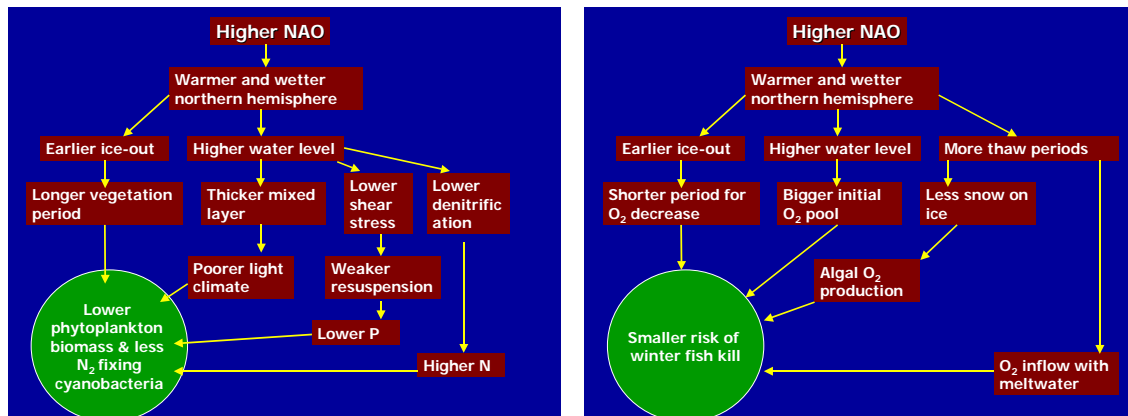 Higher NAO
Warmer and wetter
northern hemisphere
Earlier ice-out
Higher water level
Longer vegetation
period
Thicker mixed
layer
Lower
shear
stress
Lower
denitrific
ation
Poorer light
climate
Weaker
resuspension
Lower P
Higher N
Lower
phytoplankton
biomass & less
N₂ fixing
cyanobacteria
Higher NAO
Warmer and wetter
northern hemisphere
Earlier ice-out
Higher water level
More thaw periods
Shorter period for
O₂ decrease
Bigger initial
O₂ pool
Less snow on
ice
Algal O₂
production
Smaller risk of
winter fish kill
O₂ inflow with
meltwater